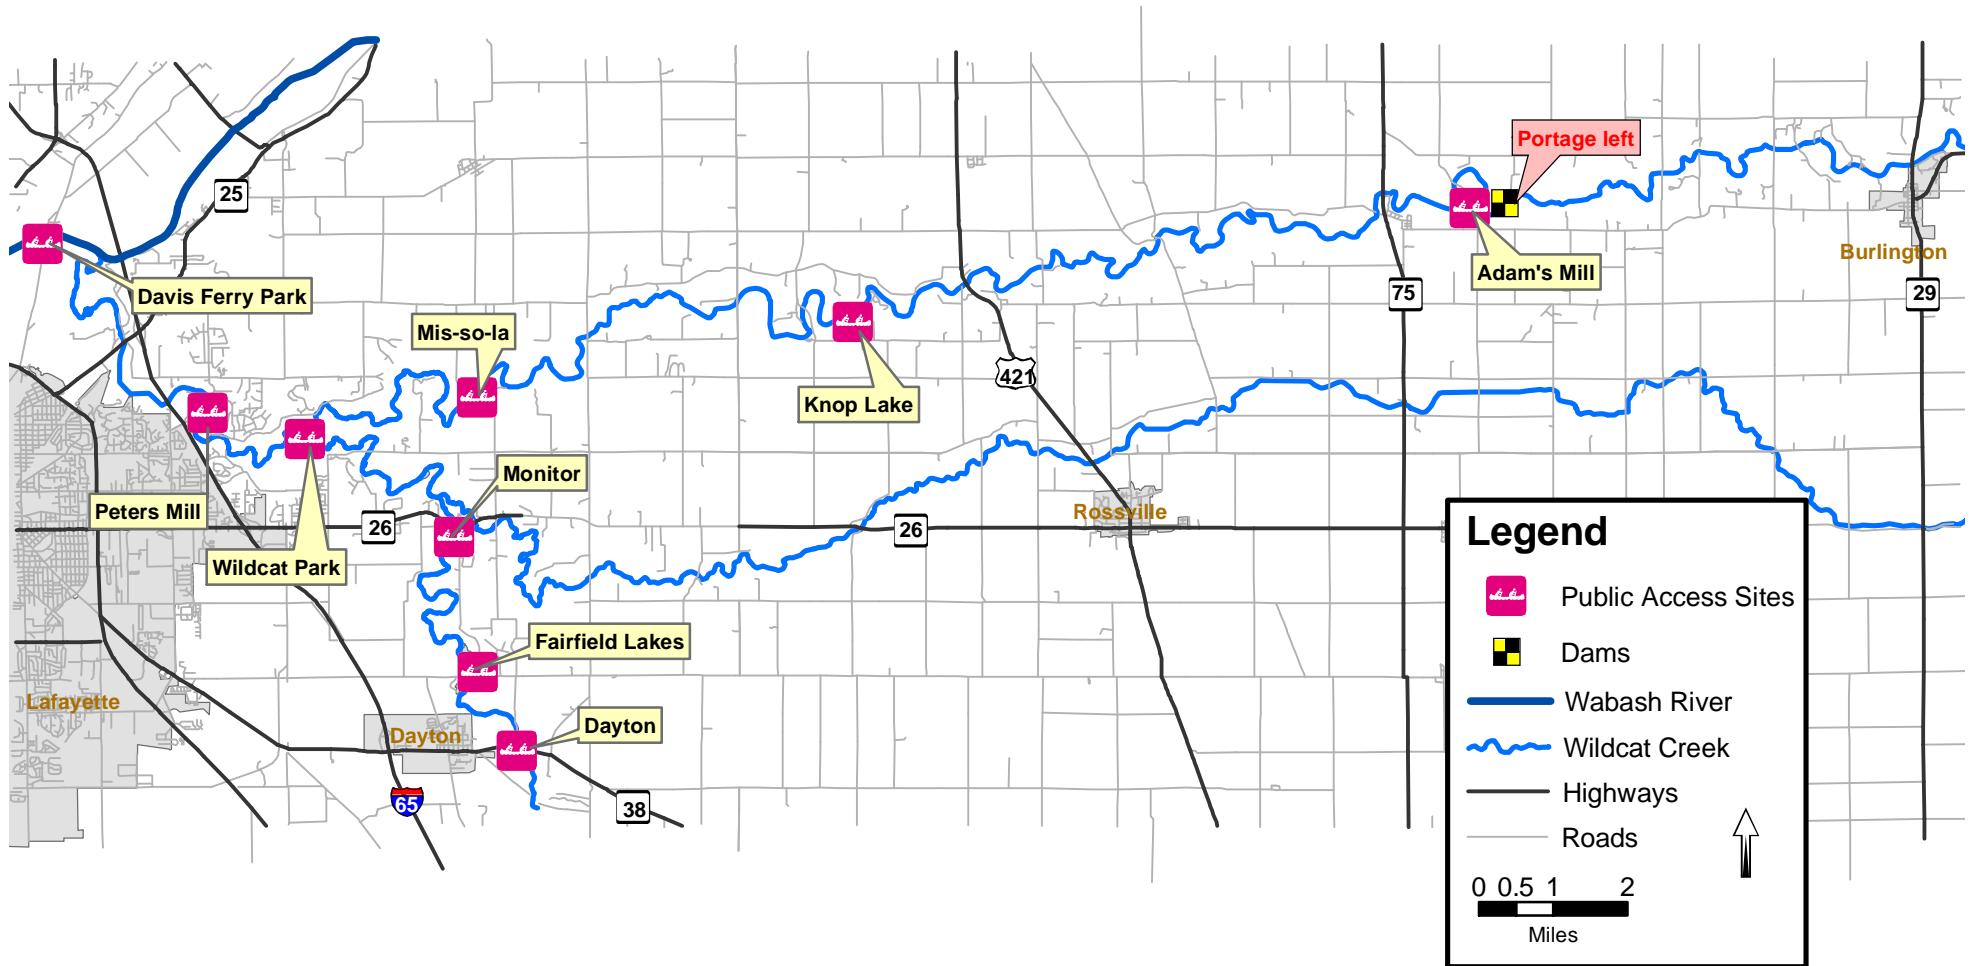 Portage left
25
Burlington
Adam's Mill
Davis Ferry Park
75
29
Mis-so-la
421
Knop Lake
Monitor
Peters Mill
Rossville
26
26
Wildcat Park
Fairfield Lakes
Lafayette
Dayton
Dayton
65
38
Legend
Public Access Sites
Dams
Wabash River
Wildcat Creek
Highways
Roads
0 0.5 1 2
Miles